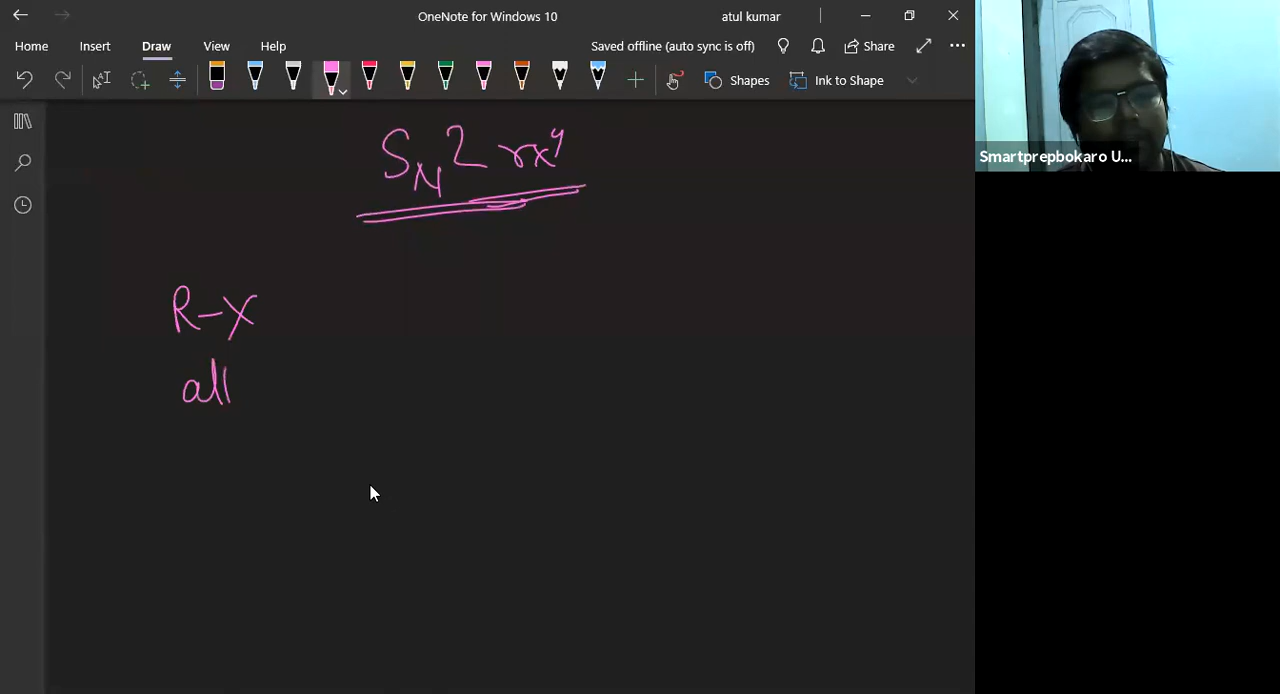 OneNote for Windows 10
atul kumar
Home Insert Draw View Help
Saved offline (auto sync is off)
Share
Shapes
Ink to Shape
Smartprepbokaro U...
SN2 rxy
R-X
all